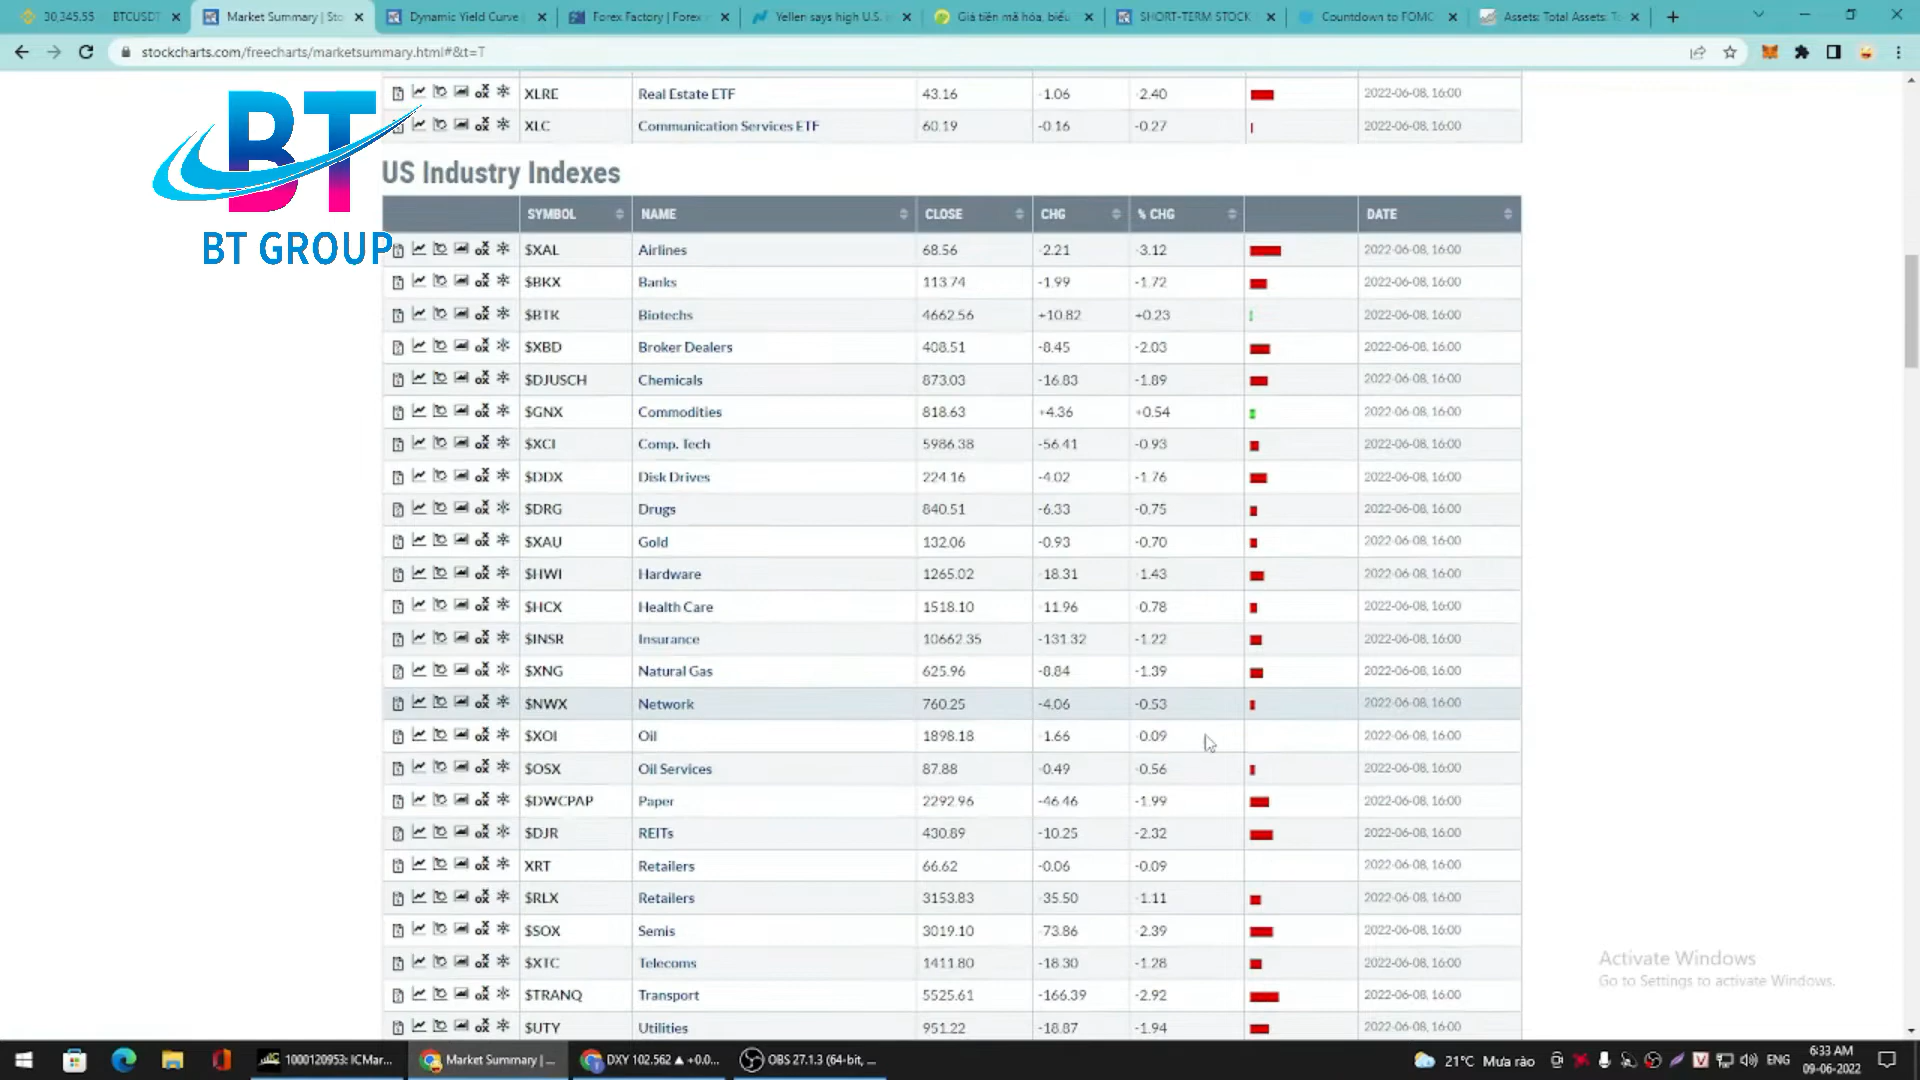 30,345.55 BTCUSDT
Market Summary | Sto
Dynamic Yield Curve
Forex Factory | Forex
Yellen says high U.S. i
Giá tiền mã hóa, biểu
SHORT-TERM STOCK
Countdown to FOMC
Assets: Total Assets: T
stockcharts.com/freecharts/marketsummary.html#&t=T
XLRE Real Estate ETF 43.16 -1.06 -2.40 2022-06-08, 16:00
XLC Communication Services ETF 60.19 -0.16 -0.27 2022-06-08, 16:00
BT
BT GROUP
US Industry Indexes
SYMBOL NAME CLOSE CHG % CHG DATE
$XAL Airlines 68.56 -2.21 -3.12 2022-06-08, 16:00
$BKX Banks 113.74 -1.99 -1.72 2022-06-08, 16:00
$BTK Biotechs 4662.56 +10.82 +0.23 2022-06-08, 16:00
$XBD Broker Dealers 408.51 -8.45 -2.03 2022-06-08, 16:00
$DJUSCH Chemicals 873.03 -16.83 -1.89 2022-06-08, 16:00
$GNX Commodities 818.63 +4.36 +0.54 2022-06-08, 16:00
$XCI Comp. Tech 5986.38 -56.41 -0.93 2022-06-08, 16:00
$DDX Disk Drives 224.16 -4.02 -1.76 2022-06-08, 16:00
$DRG Drugs 840.51 -6.33 -0.75 2022-06-08, 16:00
$XAU Gold 132.06 -0.93 -0.70 2022-06-08, 16:00
$HWI Hardware 1265.02 -18.31 -1.43 2022-06-08, 16:00
$HCX Health Care 1518.10 -11.96 -0.78 2022-06-08, 16:00
$INSR Insurance 10662.35 -131.32 -1.22 2022-06-08, 16:00
$XNG Natural Gas 625.96 -8.84 -1.39 2022-06-08, 16:00
$NWX Network 760.25 -4.06 -0.53 2022-06-08, 16:00
$XOI Oil 1898.18 -1.66 -0.09 2022-06-08, 16:00
$OSX Oil Services 87.88 -0.49 -0.56 2022-06-08, 16:00
$DWCPAP Paper 2292.96 -46.46 -1.99 2022-06-08, 16:00
$DJR REITs 430.89 -10.25 -2.32 2022-06-08, 16:00
XRT Retailers 66.62 -0.06 -0.09 2022-06-08, 16:00
$RLX Retailers 3153.83 -35.50 -1.11 2022-06-08, 16:00
$SOX Semis 3019.10 -73.86 -2.39 2022-06-08, 16:00
$XTC Telecoms 1411.80 -18.30 -1.28 2022-06-08, 16:00
$TRANQ Transport 5525.61 -166.39 -2.92 2022-06-08, 16:00
$UTY Utilities 951.22 -18.87 -1.94 2022-06-08, 16:00
Activate Windows
Go to Settings to activate Windows.
1000120953: ICMar...
Market Summary | ...
DXY 102.562 ▲ +0.0...
OBS 27.1.3 (64-bit, ...
21°C Mưa rào
ENG
6:33 AM
09-06-2022